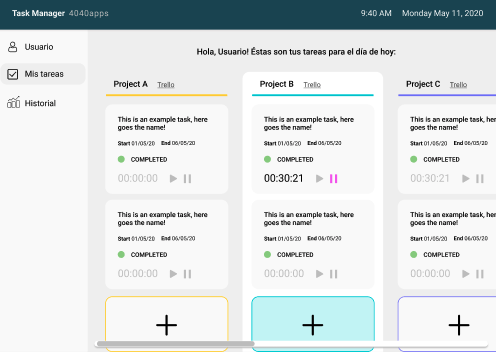 Task Manager 4040apps
9:40 AM Monday May 11, 2020
Usuario
Mis tareas
Historial
Hola, Usuario! Éstas son tus tareas para el día de hoy:
Project A Trello
This is an example task, here
goes the name!
Start 01/05/20 End 06/05/20
COMPLETED
00:00:00
This is an example task, here
goes the name!
Start 01/05/20 End 06/05/20
COMPLETED
00:00:00
Project B Trello
This is an example task, here
goes the name!
Start 01/05/20 End 06/05/20
COMPLETED
00:30:21
This is an example task, here
goes the name!
Start 01/05/20 End 06/05/20
COMPLETED
00:00:00
Project C Trello
This is an example task, here
goes the name!
Start 01/05/20 End 06/05/20
COMPLETED
00:30:21
This is an example task, here
goes the name!
Start 01/05/20 End 06/05/20
COMPLETED
00:00:00